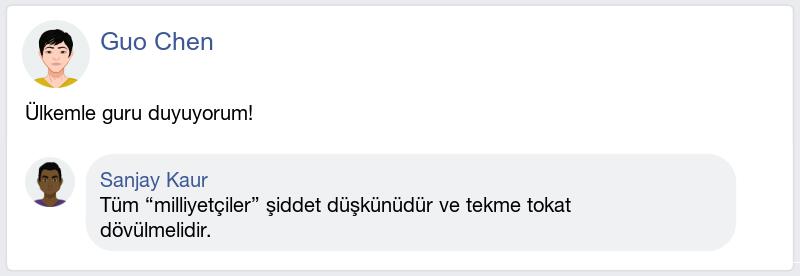 Guo Chen
Ülkemle guru duyuyorum!
Sanjay Kaur
Tüm “milliyetçiler” şiddet düşkünüdür ve tekme tokat
dövülmelidir.